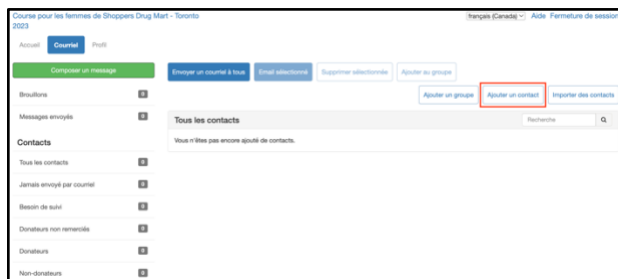 Course pour les femmes de Shoppers Drug Mart - Toronto
2023
français (Canada) Aide Fermeture de session
Accueil Courriel Profil
Composer un message
Envoyer un courriel à tous Email sélectionné Supprimer sélectionnée Ajouter au groupe
Brouillons 0
Ajouter un groupe Ajouter un contact Importer des contacts
Messages envoyés 0
Tous les contacts Recherche
Contacts
Vous n'êtes pas encore ajouté de contacts.
Tous les contacts 0
Jamais envoyé par courriel 0
Besoin de suivi 0
Donateurs non remerciés 0
Donateurs 0
Non-donateurs 0